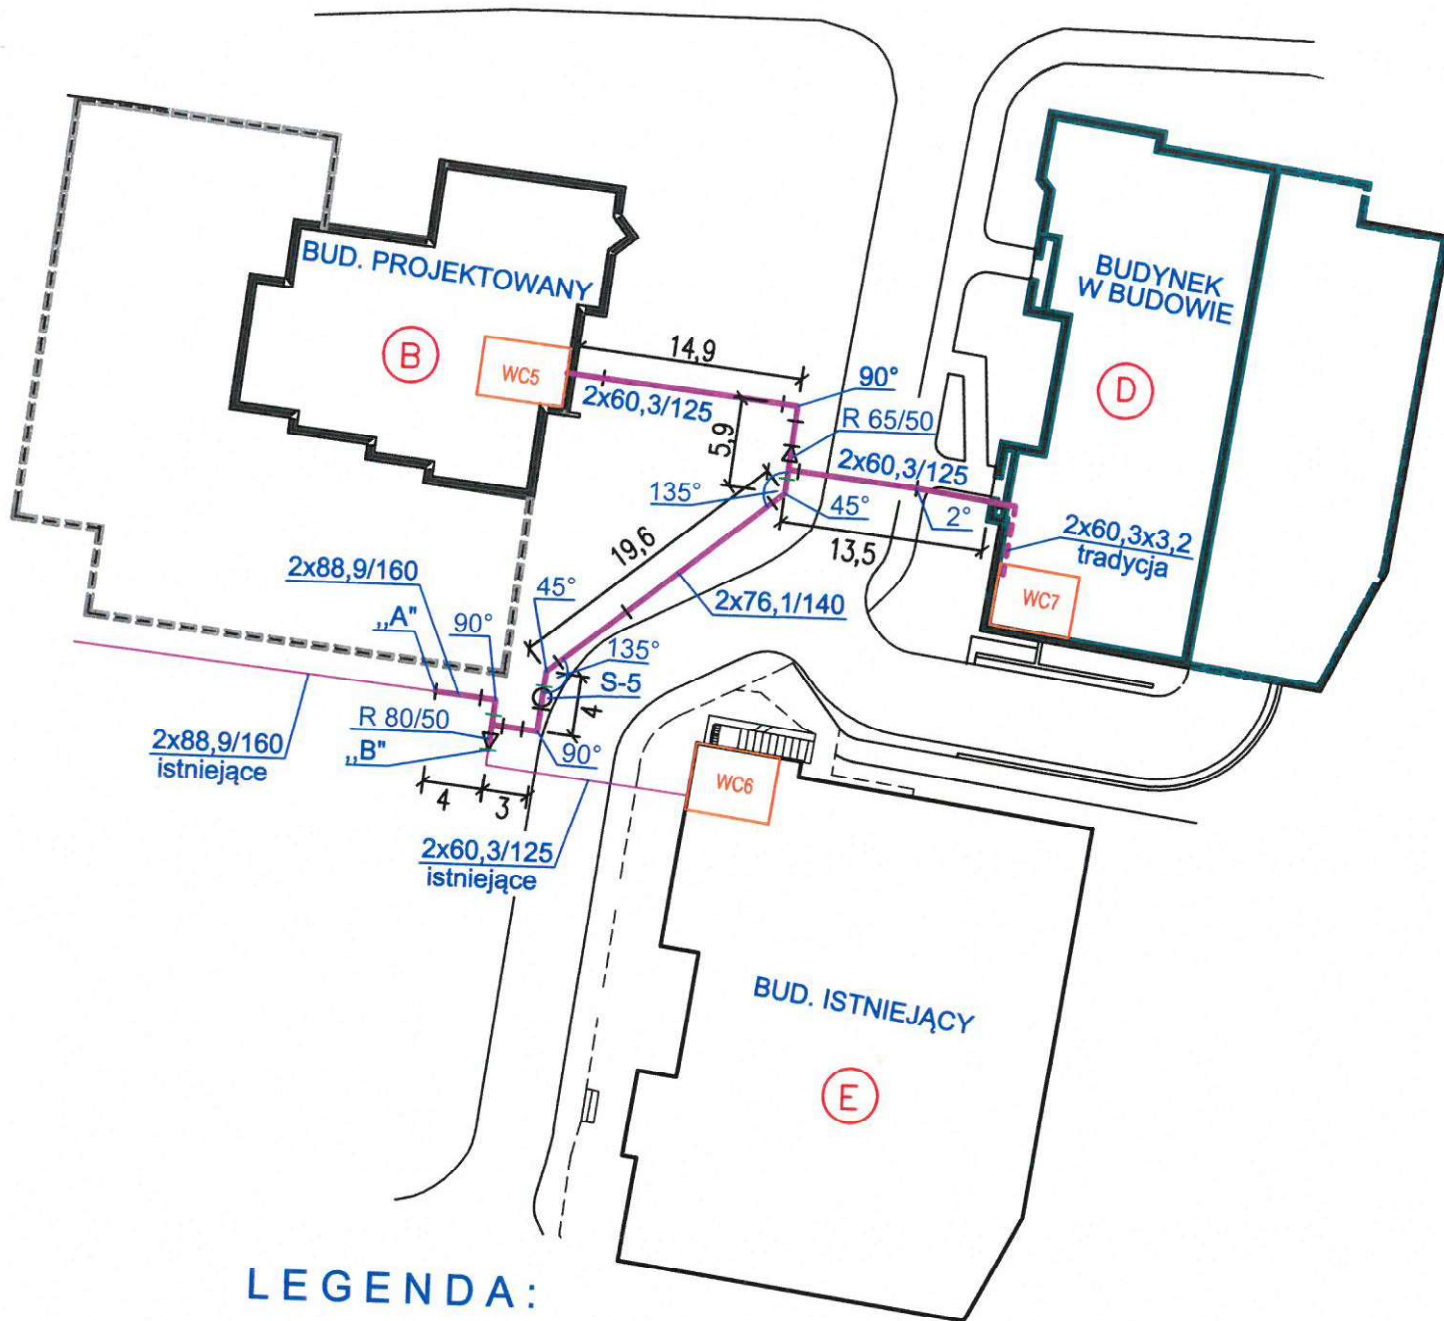 BUD. PROJEKTOWANY
B
WC5
14,9
2x60,3/125
5,9
90°
R 65/50
2x60,3/125
135°
45°
2°
13,5
BUDYNEK
W BUDOWIE
D
2x60,3x3,2
tradycja
WC7
19,6
2x76,1/140
2x88,9/160
„A"
90°
45°
135°
S-5
4
R 80/50
„B"
90°
2x88,9/160
istniejące
4
3
2x60,3/125
istniejące
WC6
BUD. ISTNIEJĄCY
E
LEGENDA: